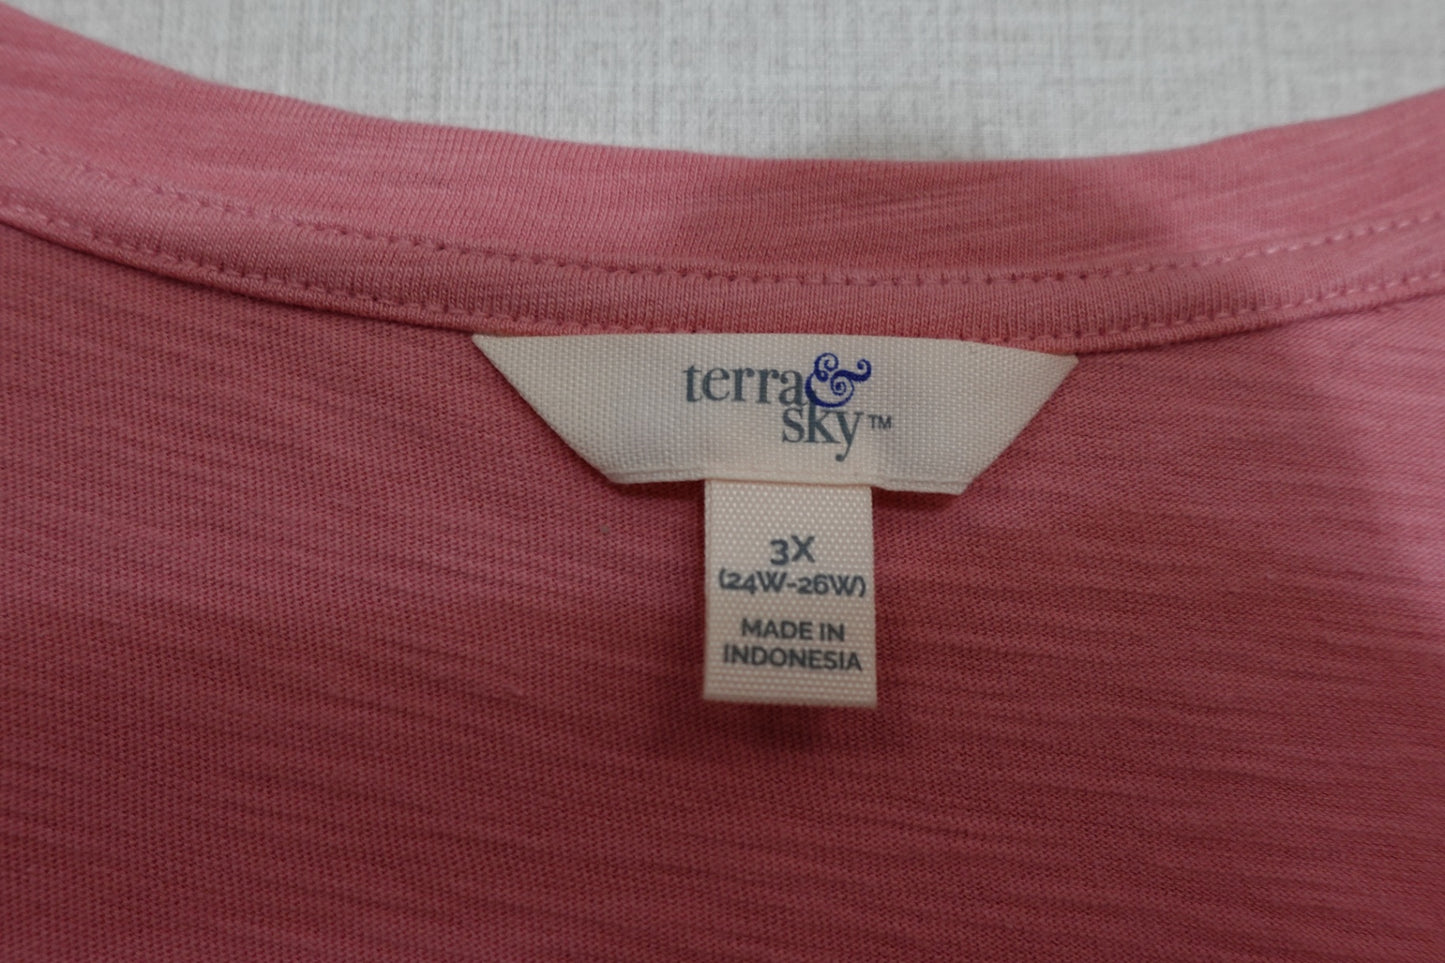 terra &
sky™
3X
(24W-26W)
MADE IN
INDONESIA